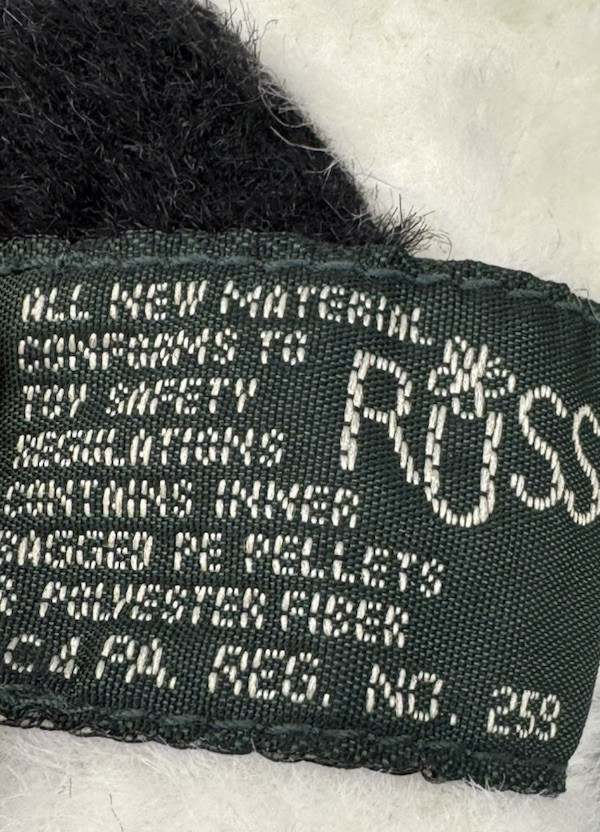 ALL NEW MATERIAL
CONFORMS TO
TOY SAFETY
REGULATIONS
CONTAINS INNER
BAGGED PE PELLETS
& POLYESTER FIBER
PA. REG. NO. 253
RUSS